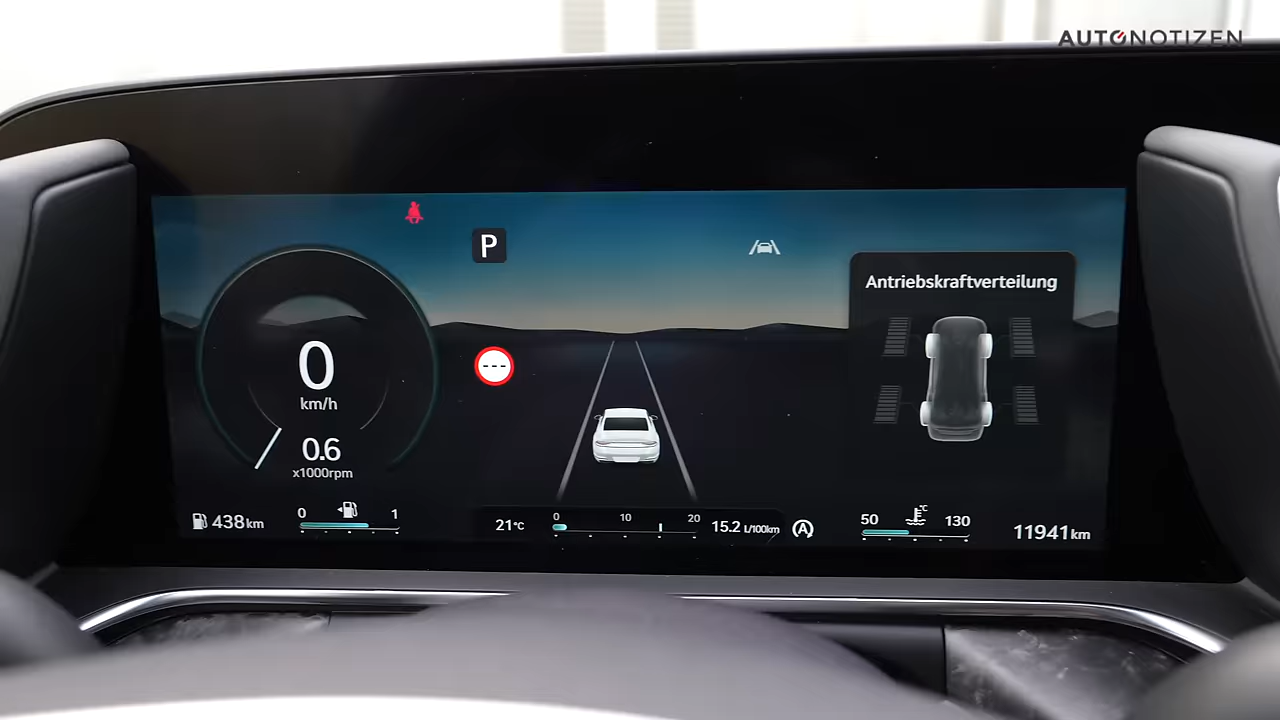 AUTONOTIZEN
P
Antriebskraftverteilung
0
km/h
0.6
x1000rpm
---
438km
0 1
21°C
0 10 20
15.2 L/100km
A
50 °C 130
11941km